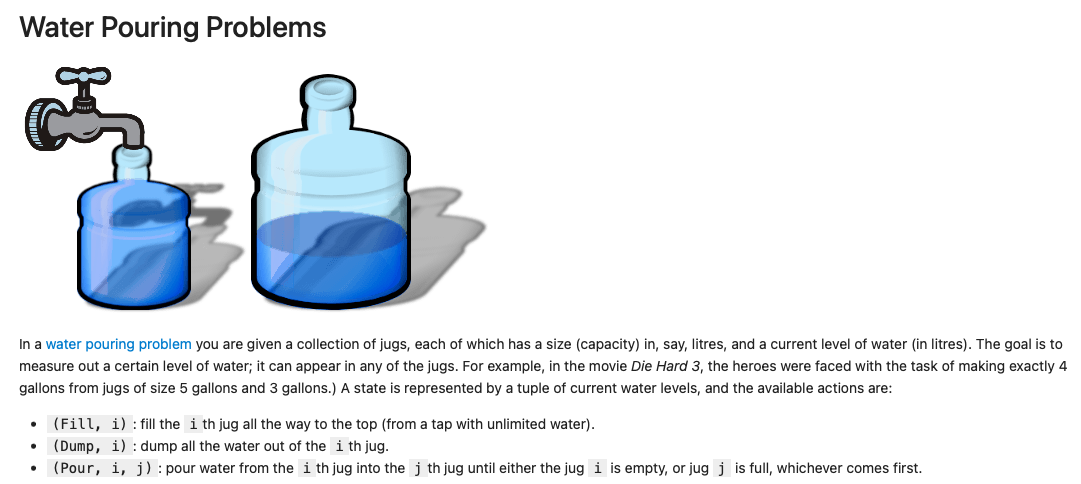 Water Pouring Problems
In a water pouring problem you are given a collection of jugs, each of which has a size (capacity) in, say, litres, and a current level of water (in litres). The goal is to
measure out a certain level of water; it can appear in any of the jugs. For example, in the movie Die Hard 3, the heroes were faced with the task of making exactly 4
gallons from jugs of size 5 gallons and 3 gallons.) A state is represented by a tuple of current water levels, and the available actions are:
• (Fill, i) : fill the i th jug all the way to the top (from a tap with unlimited water).
• (Dump, i) : dump all the water out of the i th jug.
• (Pour, i, j) : pour water from the i th jug into the j th jug until either the jug i is empty, or jug j is full, whichever comes first.